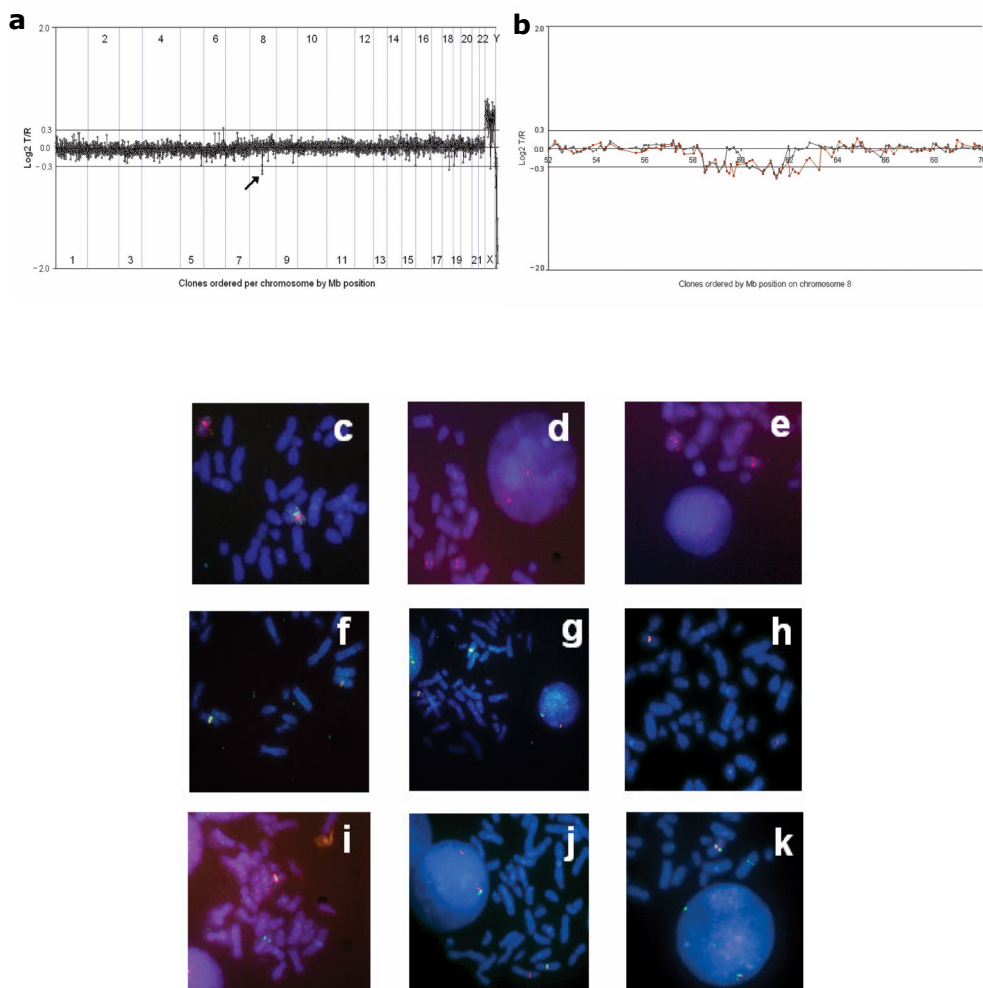 a
2.0
2 4 6 8 10 12 14 16 18 20 22 Y
0.3
0.0
−0.3
−2.0
Log2 T/R
1 3 5 7 9 11 13 15 17 19 21 X
Clones ordered per chromosome by Mb position
b
2.0
0.3
0.0
−0.3
−2.0
Log2 T/R
52 54 56 58 60 62 64 66 68 70
Clones ordered by Mb position on chromosome 8
c d e
f g h
i j k